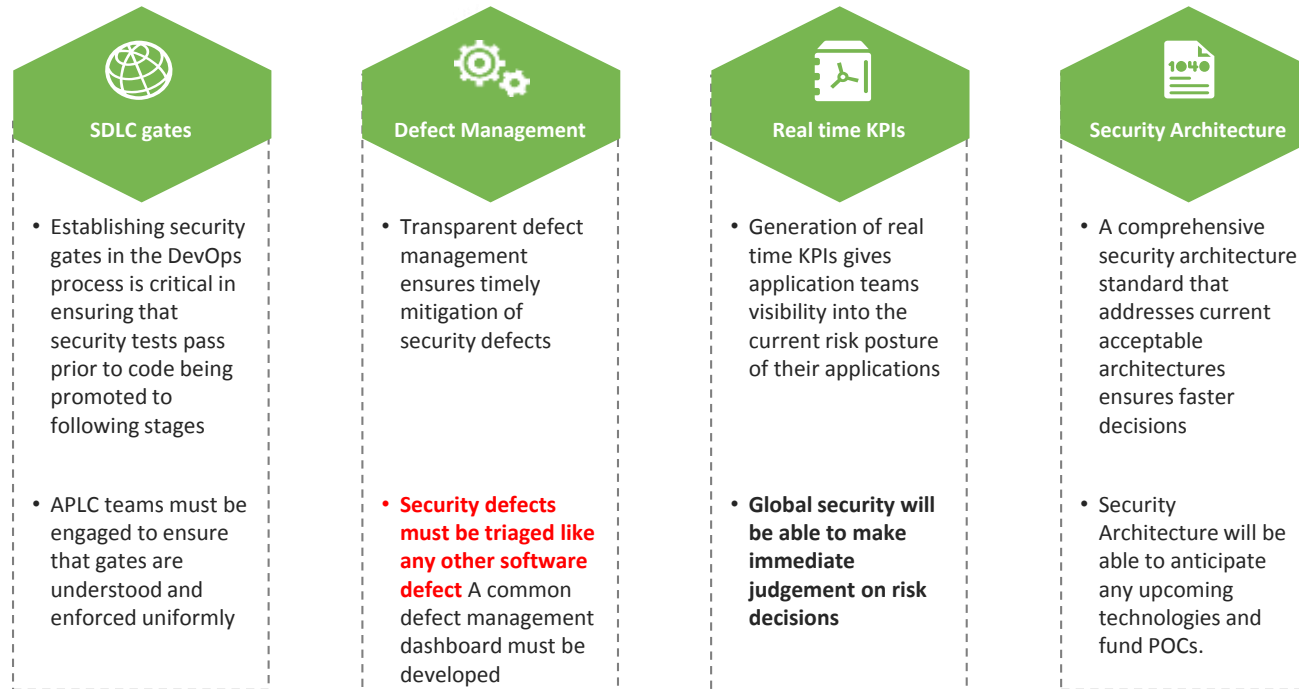 SDLC gates
• Establishing security
gates in the DevOps
process is critical in
ensuring that
security tests pass
prior to code being
promoted to
following stages
• APLC teams must be
engaged to ensure
that gates are
understood and
enforced uniformly
Defect Management
• Transparent defect
management
ensures timely
mitigation of
security defects
• Security defects
must be triaged like
any other software
defect A common
defect management
dashboard must be
developed
Real time KPIs
• Generation of real
time KPIs gives
application teams
visibility into the
current risk posture
of their applications
• Global security will
be able to make
immediate
judgement on risk
decisions
1040
Security Architecture
• A comprehensive
security architecture
standard that
addresses current
acceptable
architectures
ensures faster
decisions
• Security
Architecture will be
able to anticipate
any upcoming
technologies and
fund POCs.